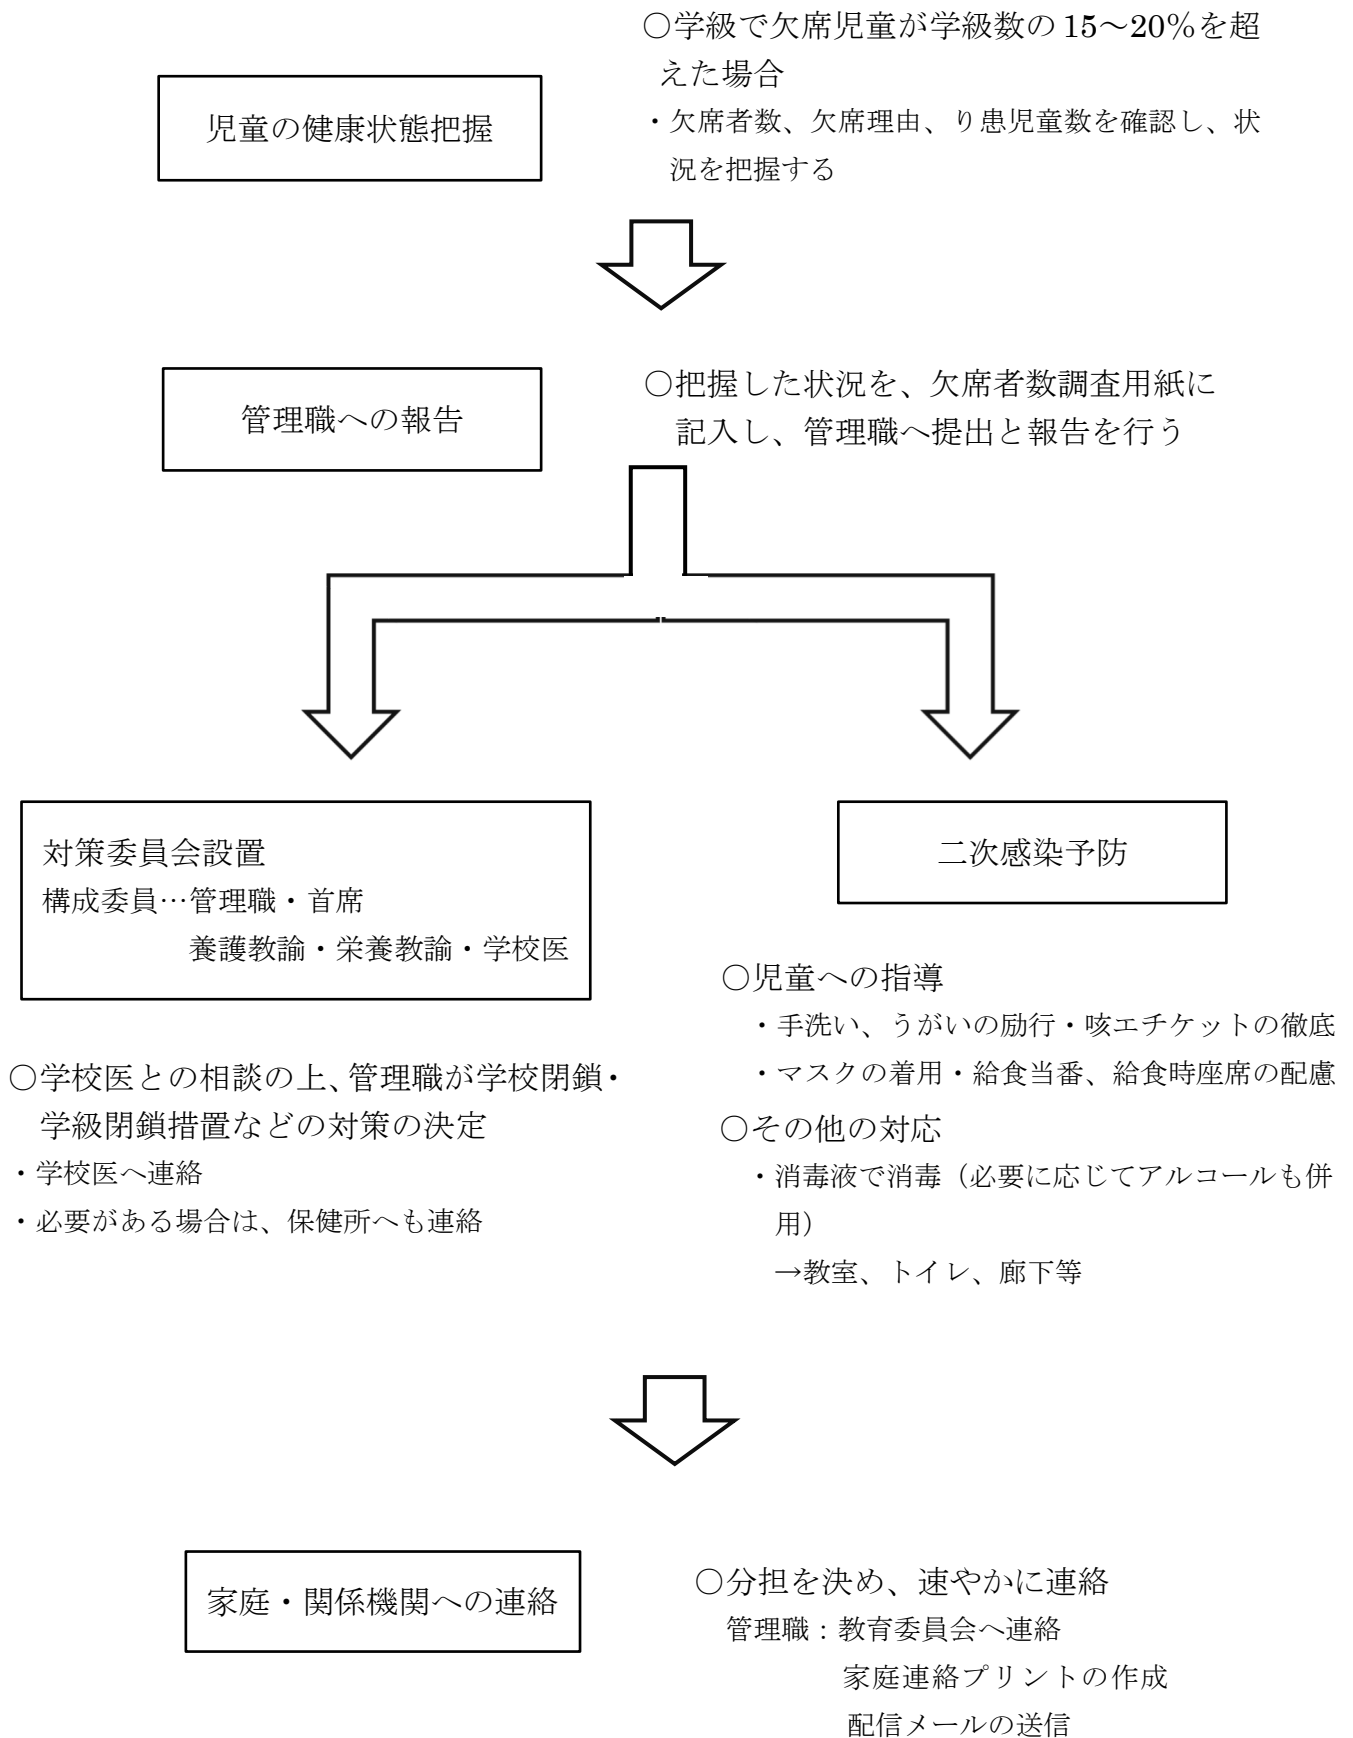 〇学級で欠席児童が学級数の 15～20％を超
えた場合
児童の健康状態把握
・欠席者数、欠席理由、り患児童数を確認し、状
況を把握する
管理職への報告
〇把握した状況を、欠席者数調査用紙に
記入し、管理職へ提出と報告を行う
対策委員会設置
構成委員…管理職・首席
養護教諭・栄養教諭・学校医
〇学校医との相談の上、管理職が学校閉鎖・
学級閉鎖措置などの対策の決定
・学校医へ連絡
・必要がある場合は、保健所へも連絡
二次感染予防
〇児童への指導
・手洗い、うがいの励行・咳エチケットの徹底
・マスクの着用・給食当番、給食時座席の配慮
〇その他の対応
・消毒液で消毒（必要に応じてアルコールも併
用）
→教室、トイレ、廊下等
家庭・関係機関への連絡
〇分担を決め、速やかに連絡
管理職：教育委員会へ連絡
家庭連絡プリントの作成
配信メールの送信